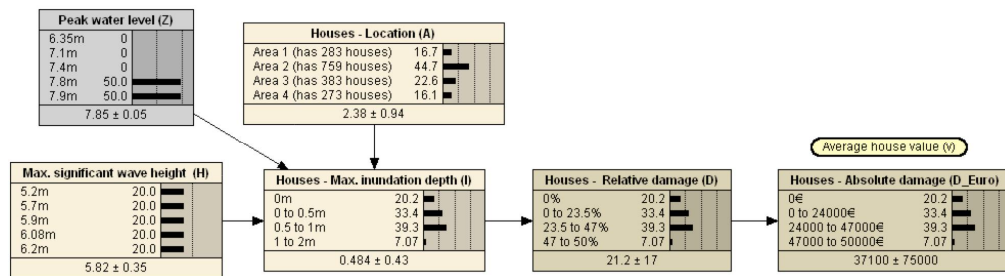 Peak water level (Z)
6.35m 0
7.1m 0
7.4m 0
7.8m 50.0
7.9m 50.0
7.85 ± 0.05
Houses - Location (A)
Area 1 (has 283 houses) 16.7
Area 2 (has 759 houses) 44.7
Area 3 (has 383 houses) 22.6
Area 4 (has 273 houses) 16.1
2.38 ± 0.94
Average house value (v)
Max. significant wave height (H)
5.2m 20.0
5.7m 20.0
5.9m 20.0
6.08m 20.0
6.2m 20.0
5.82 ± 0.35
Houses - Max. inundation depth (I)
0m 20.2
0 to 0.5m 33.4
0.5 to 1m 39.3
1 to 2m 7.07
0.484 ± 0.43
Houses - Relative damage (D)
0% 20.2
0 to 23.5% 33.4
23.5 to 47% 39.3
47 to 50% 7.07
21.2 ± 17
Houses - Absolute damage (D_Euro)
0€ 20.2
0 to 24000€ 33.4
24000 to 47000€ 39.3
47000 to 50000€ 7.07
37100 ± 75000